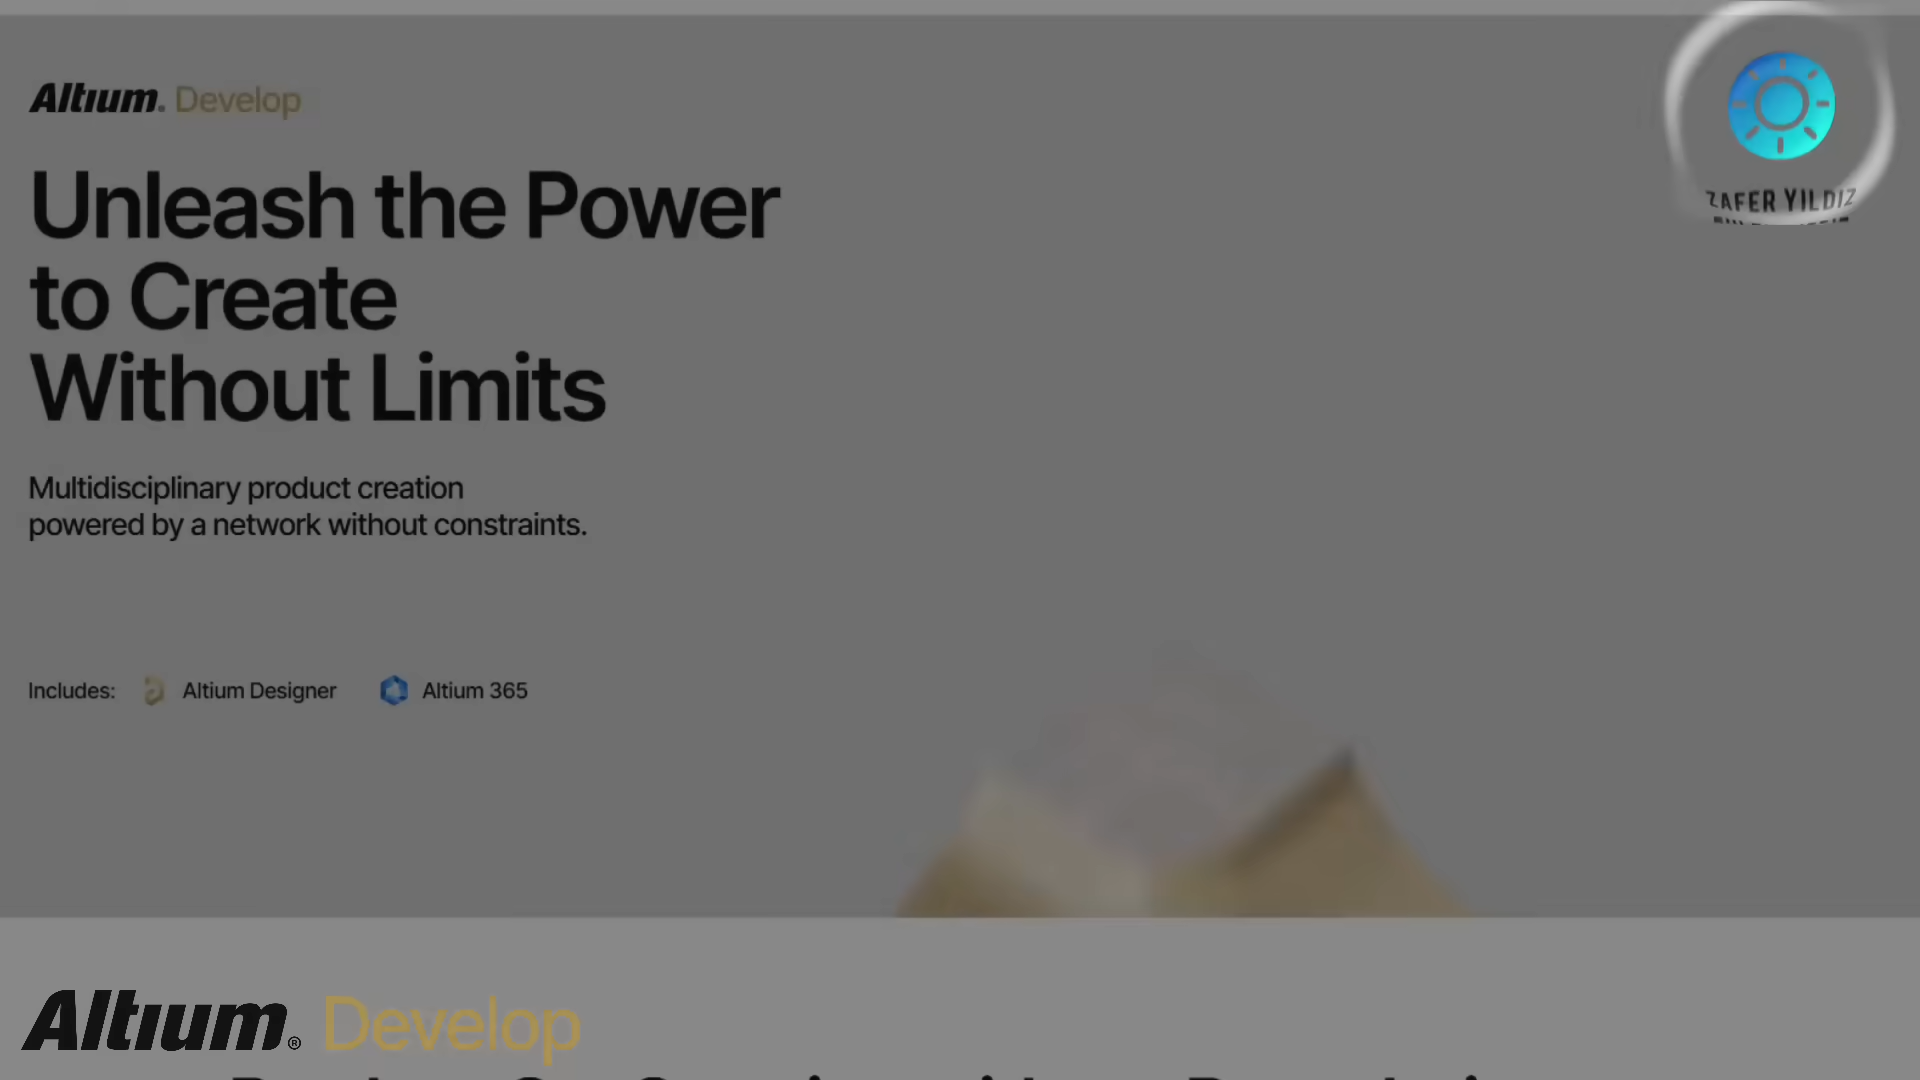 Altium. Develop
ZAFER YILDIZ
Unleash the Power
to Create
Without Limits
Multidisciplinary product creation
powered by a network without constraints.
Includes: Altium Designer Altium 365
Altium® Develop